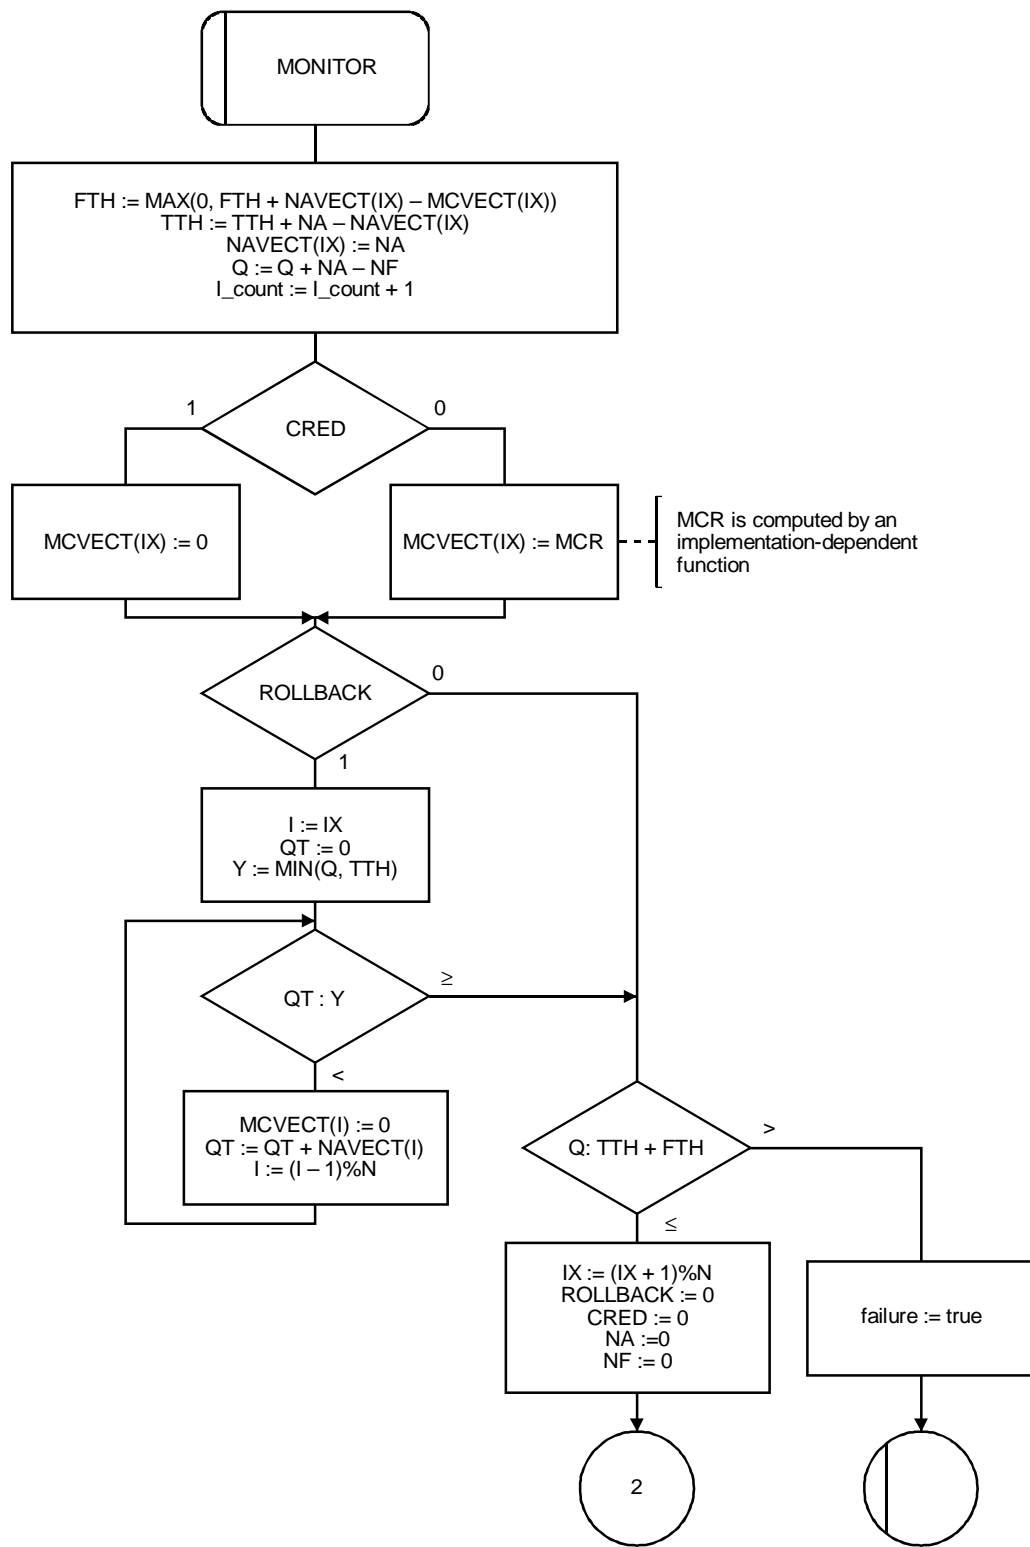 MONITOR
FTH := MAX(0, FTH + NAVECT(IX) – MCVECT(IX))
TTH := TTH + NA – NAVECT(IX)
NAVECT(IX) := NA
Q := Q + NA – NF
I_count := I_count + 1
1
0
CRED
MCVECT(IX) := 0
MCVECT(IX) := MCR
MCR is computed by an
implementation-dependent
function
0
ROLLBACK
1
I := IX
QT := 0
Y := MIN(Q, TTH)
≥
QT : Y
<
MCVECT(I) := 0
QT := QT + NAVECT(I)
I := (I – 1)%N
>
Q: TTH + FTH
≤
IX := (IX + 1)%N
ROLLBACK := 0
CRED := 0
NA :=0
NF := 0
failure := true
2